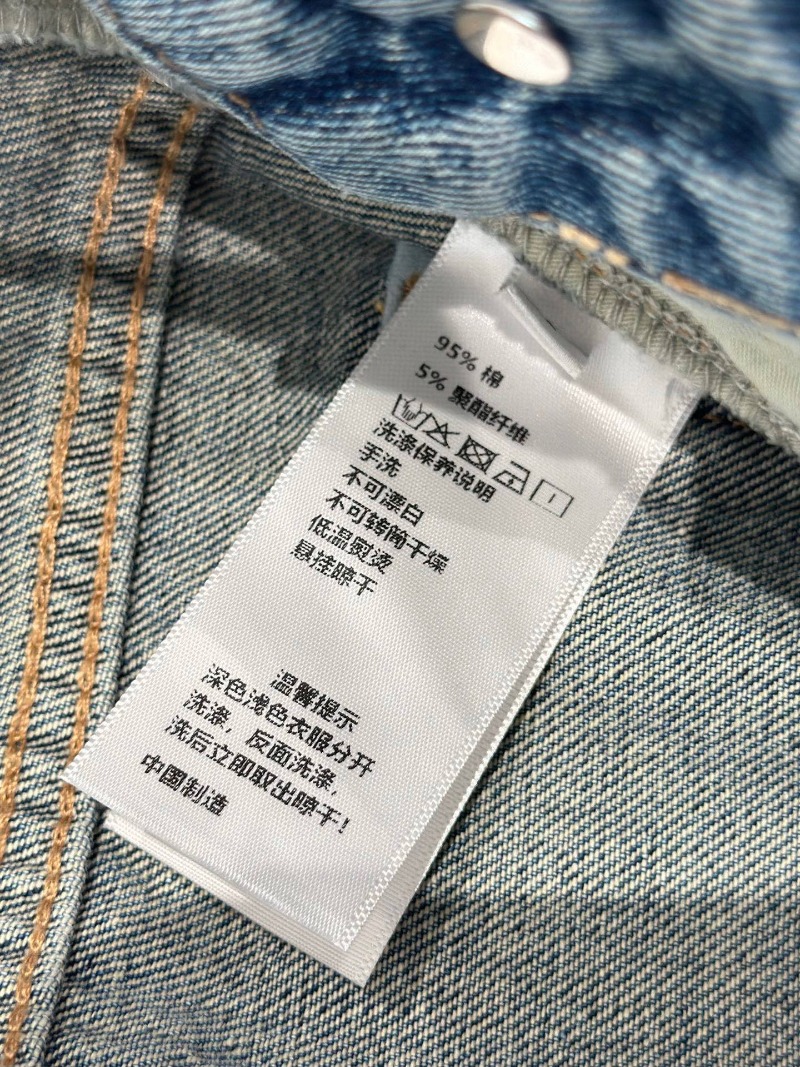 95% 棉
5% 聚酯纤维
洗涤保养说明
手洗
不可漂白
不可转筒干燥
低温熨烫
悬挂晾干
温馨提示
深色浅色衣服分开
洗涤，反面洗涤，
洗后立即取出晾干！
中国制造